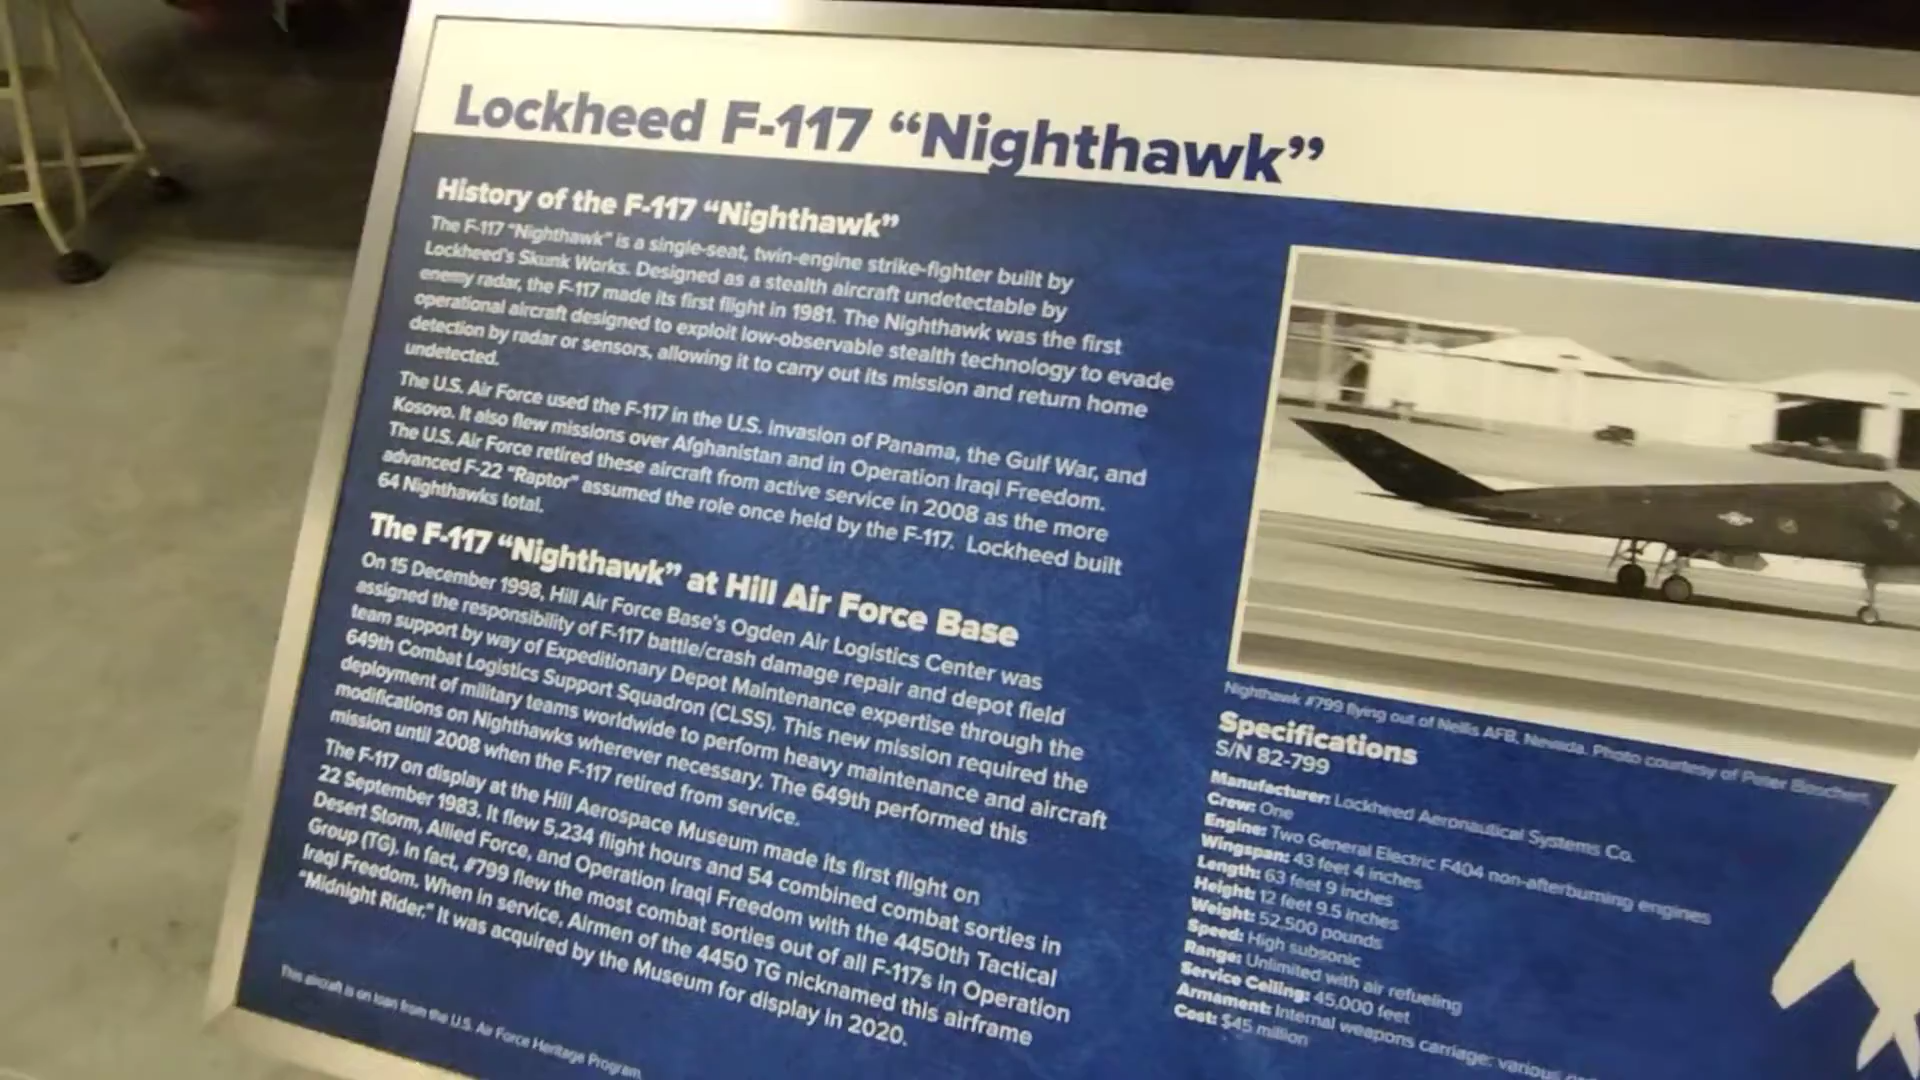 Lockheed F-117 “Nighthawk”
History of the F-117 “Nighthawk”
The F-117 “Nighthawk” is a single-seat, twin-engine strike-fighter built by
Lockheed's Skunk Works. Designed as a stealth aircraft undetectable by
enemy radar, the F-117 made its first flight in 1981. The Nighthawk was the first
operational aircraft designed to exploit low-observable stealth technology to evade
detection by radar or sensors, allowing it to carry out its mission and return home
undetected.
The U.S. Air Force used the F-117 in the U.S. invasion of Panama, the Gulf War, and
Kosovo. It also flew missions over Afghanistan and in Operation Iraqi Freedom.
The U.S. Air Force retired these aircraft from active service in 2008 as the more
advanced F-22 “Raptor” assumed the role once held by the F-117. Lockheed built
64 Nighthawks total.
The F-117 “Nighthawk” at Hill Air Force Base
On 15 December 1998, Hill Air Force Base's Ogden Air Logistics Center was
assigned the responsibility of F-117 battle/crash damage repair and depot field
team support by way of Expeditionary Depot Maintenance expertise through the
649th Combat Logistics Support Squadron (CLSS). This new mission required the
deployment of military teams worldwide to perform heavy maintenance and aircraft
modifications on Nighthawks wherever necessary. The 649th performed this
mission until 2008 when the F-117 retired from service.
The F-117 on display at the Hill Aerospace Museum made its first flight on
22 September 1983. It flew 5,234 flight hours and 54 combined combat sorties in
Desert Storm, Allied Force, and Operation Iraqi Freedom with the 4450th Tactical
Group (TG). In fact, #799 flew the most combat sorties out of all F-117s in Operation
Iraqi Freedom. When in service, Airmen of the 4450 TG nicknamed this airframe
“Midnight Rider.” It was acquired by the Museum for display in 2020.
This aircraft is on loan from the U.S. Air Force Heritage Program.
Nighthawk #799 flying out of Nellis AFB, Nevada. Photo courtesy of Peter
Specifications
S/N 82-799
Manufacturer: Lockheed Aeronautical Systems Co.
Crew: One
Engine: Two General Electric F404 non-afterburning engines
Wingspan: 43 feet 4 inches
Length: 63 feet 9 inches
Height: 12 feet 9.5 inches
Weight: 52,500 pounds
Speed: High subsonic
Range: Unlimited with air refueling
Service Ceiling: 45,000 feet
Armament: Internal weapons carriage: various
Cost: $45 million